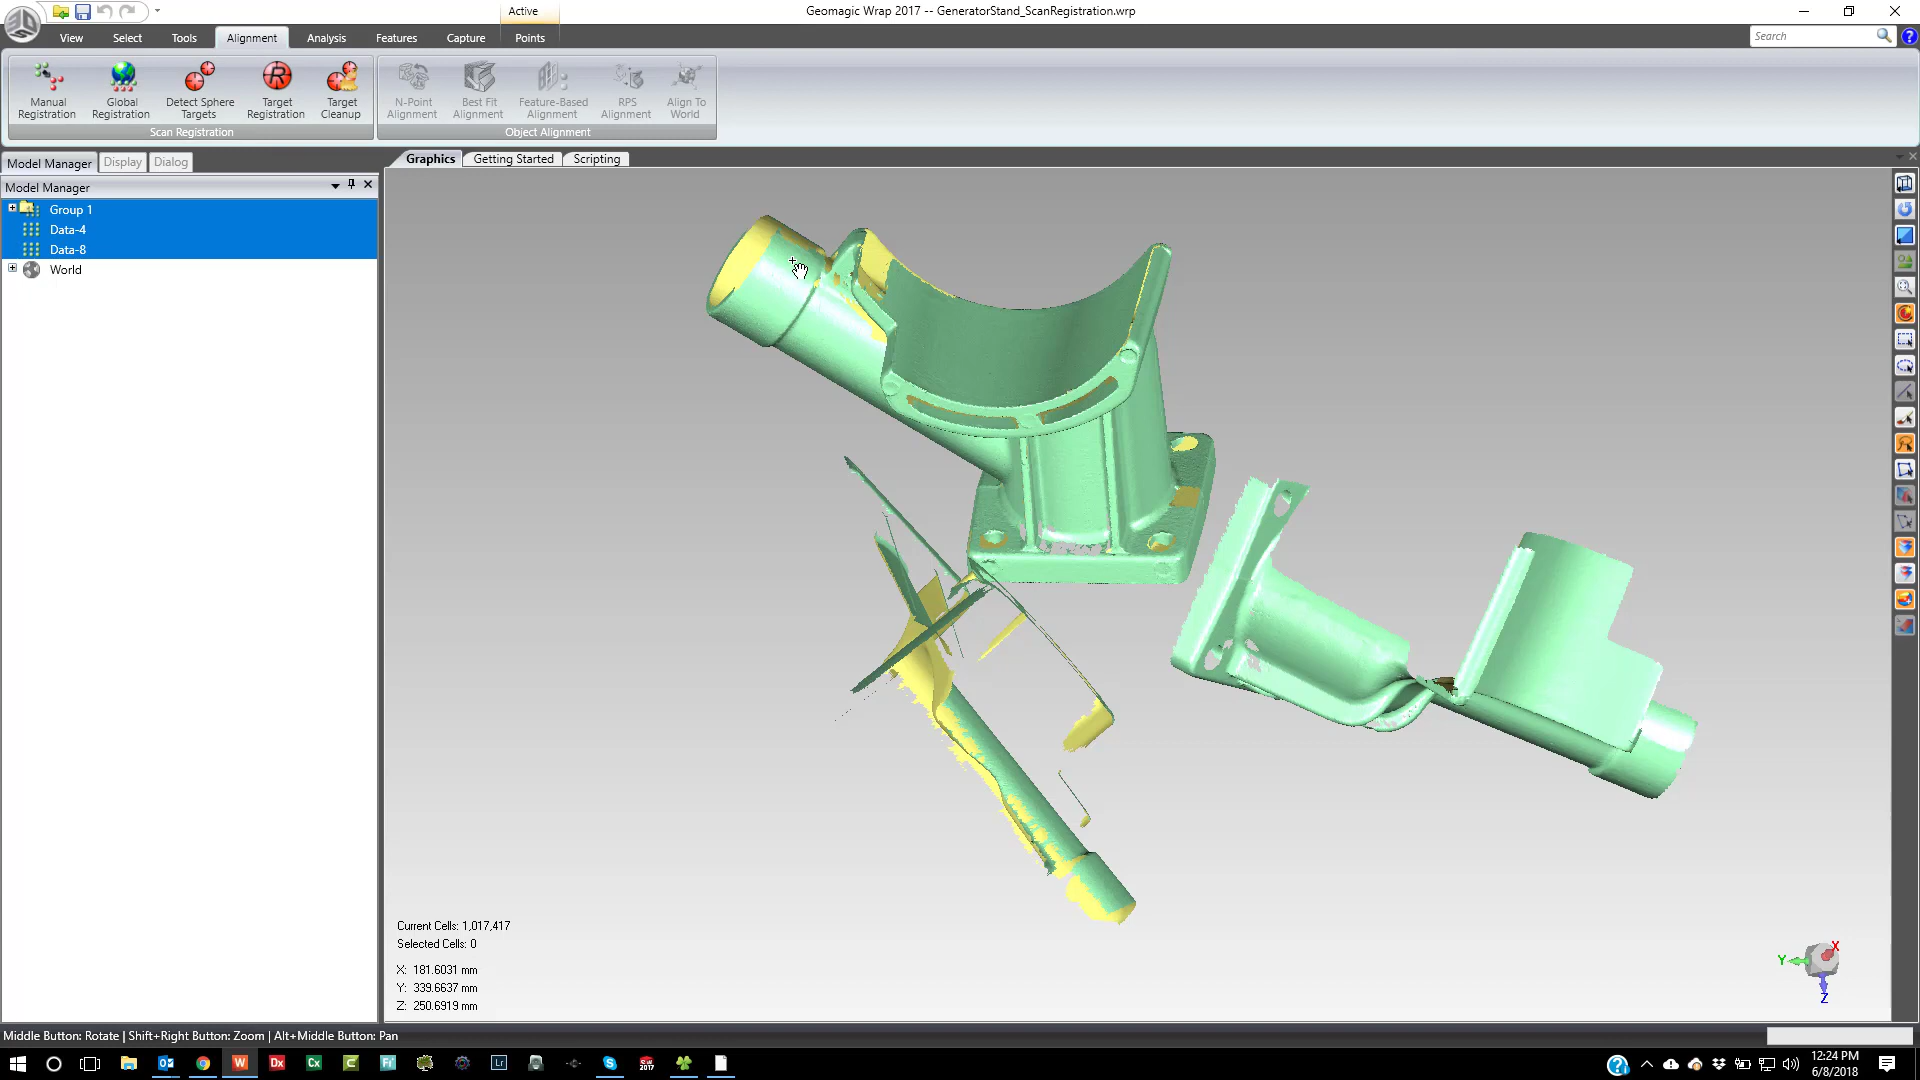 Active
Geomagic Wrap 2017 -- GeneratorStand_ScanRegistration.wrp
View Select Tools Alignment Analysis Features Capture Points
Search
Manual Registration
Global Registration
Detect Sphere Targets
Target Registration
Target Cleanup
N-Point Alignment
Best Fit Alignment
Feature-Based Alignment
RPS Alignment
Align To World
Scan Registration
Object Alignment
Model Manager Display Dialog
Graphics Getting Started Scripting
Model Manager
Group 1
Data-4
Data-8
World
Current Cells: 1,017,417
Selected Cells: 0
X: 181.6031 mm
Y: 339.6637 mm
Z: 250.6919 mm
X
Y
Z
Middle Button: Rotate | Shift+Right Button: Zoom | Alt+Middle Button: Pan
W Dx Cx Lr S 2017
12:24 PM
6/8/2018